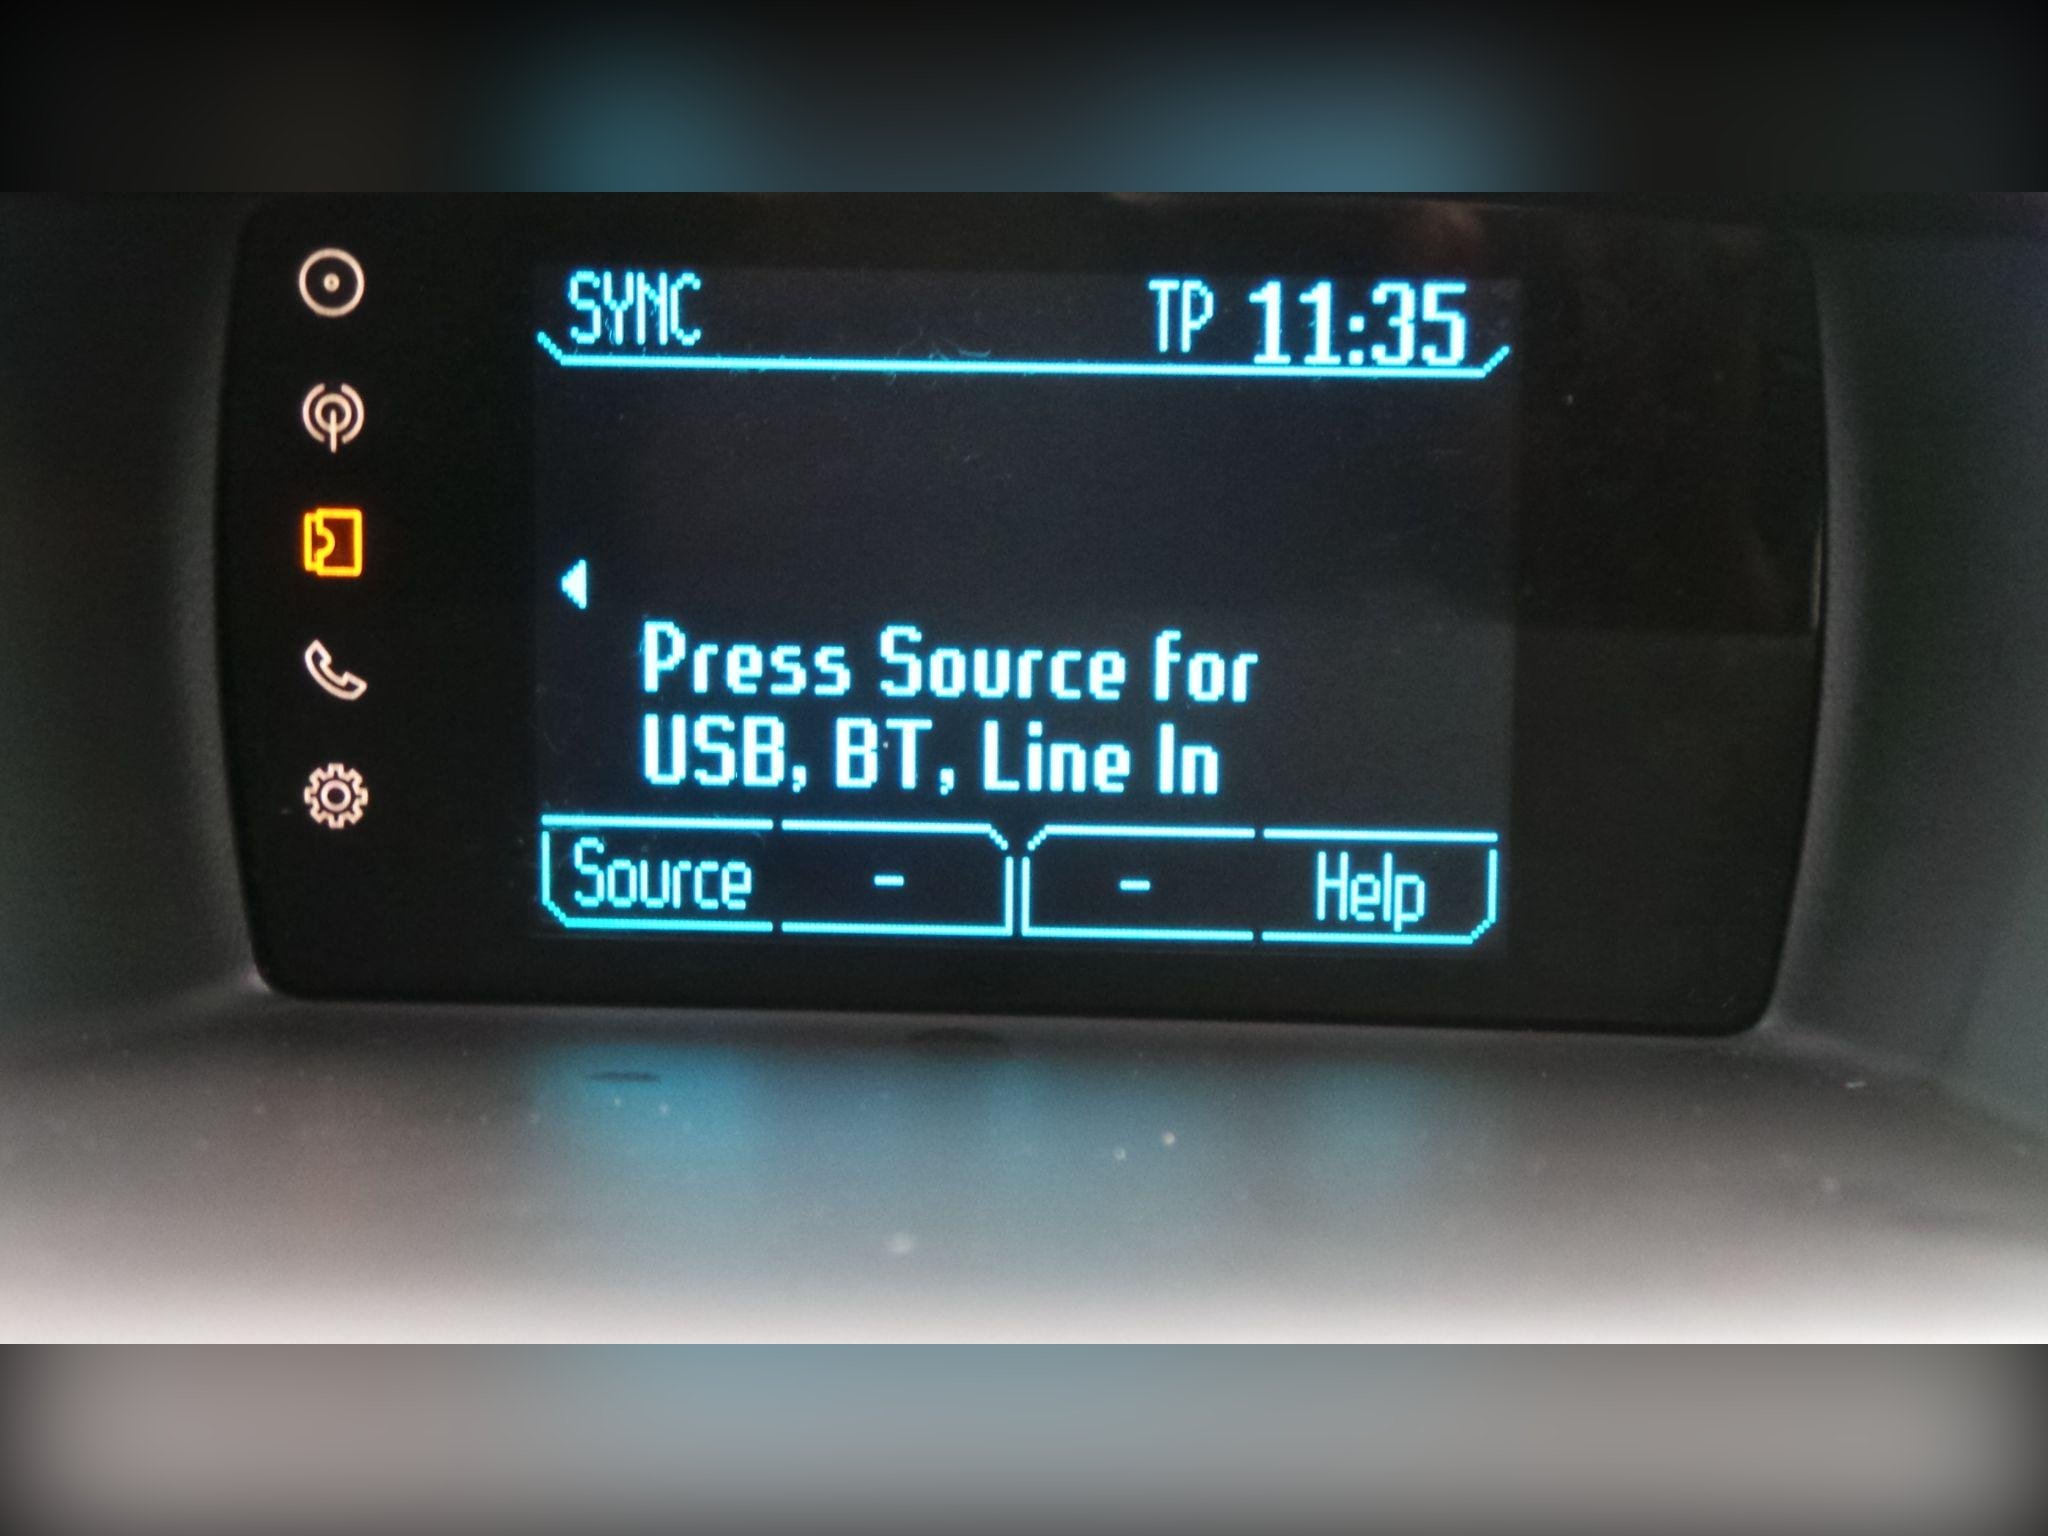 SYNC TP 11:35
Press Source for
USB, BT, Line In
Source - - Help